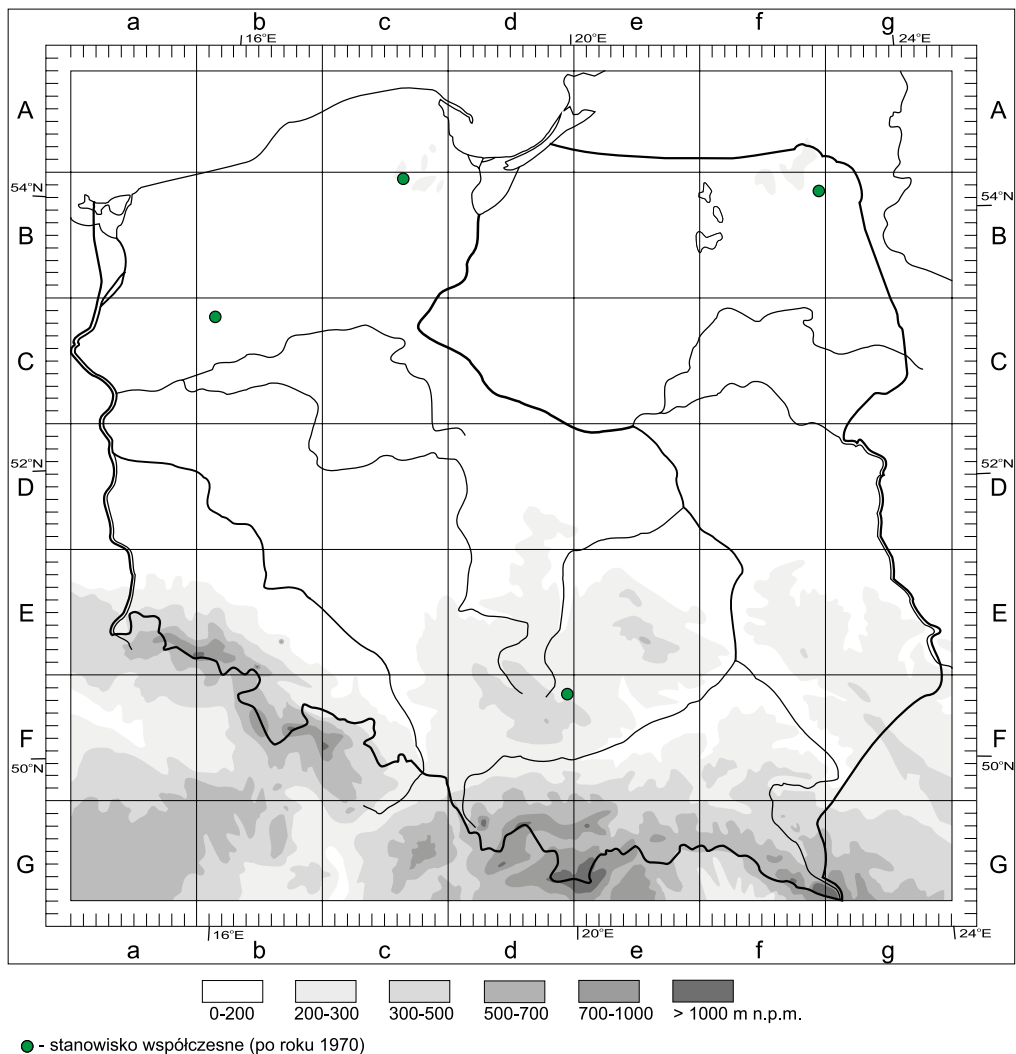 a b c d e f g
16°E 20°E 24°E
A A
54°N 54°N
B B
C C
52°N 52°N
D D
E E
F F
50°N 50°N
G G
16°E 20°E 24°E
a b c d e f g
0-200 200-300 300-500 500-700 700-1000 > 1000 m n.p.m.
- stanowisko współczesne (po roku 1970)